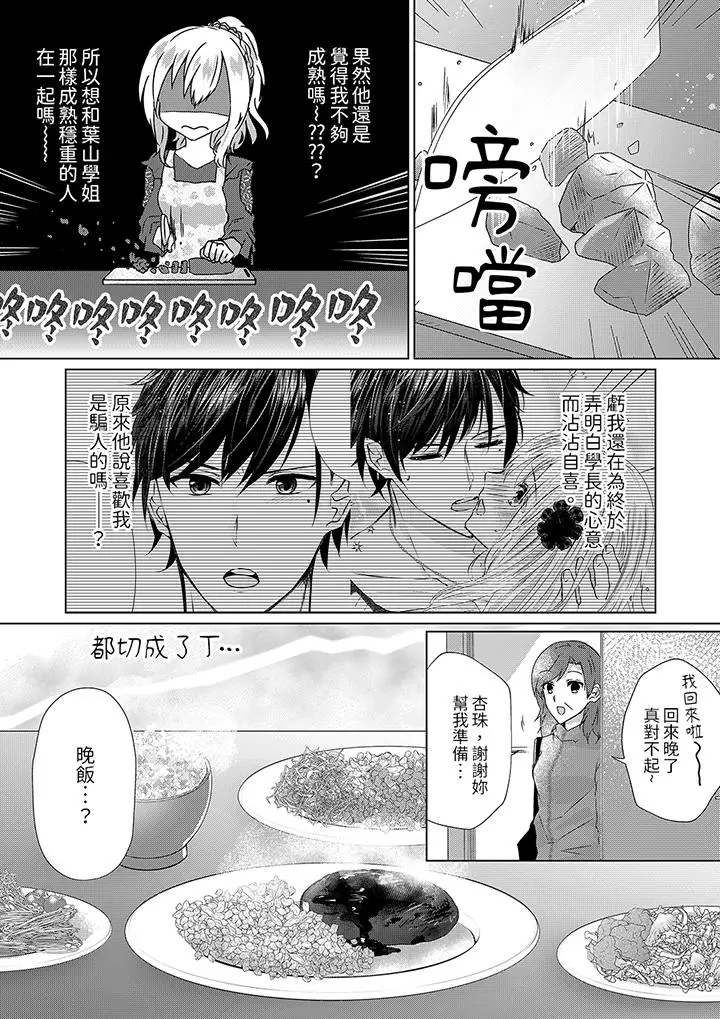 嗙
噹
果然他還是
覺得我不夠
成熟嗎~???？
所以想和葉山學姐
那樣成熟穩重的人
在一起嗎~~
咚咚咚咚咚咚咚咚
虧我還在為終於
弄明白學長的心意
而沾沾自喜。
原來他說喜歡我
是騙人的嗎——？
我回來啦~
回來晚了
真對不起~
杏珠，謝謝妳
幫我準備…
都切成了丁…
晚飯…？